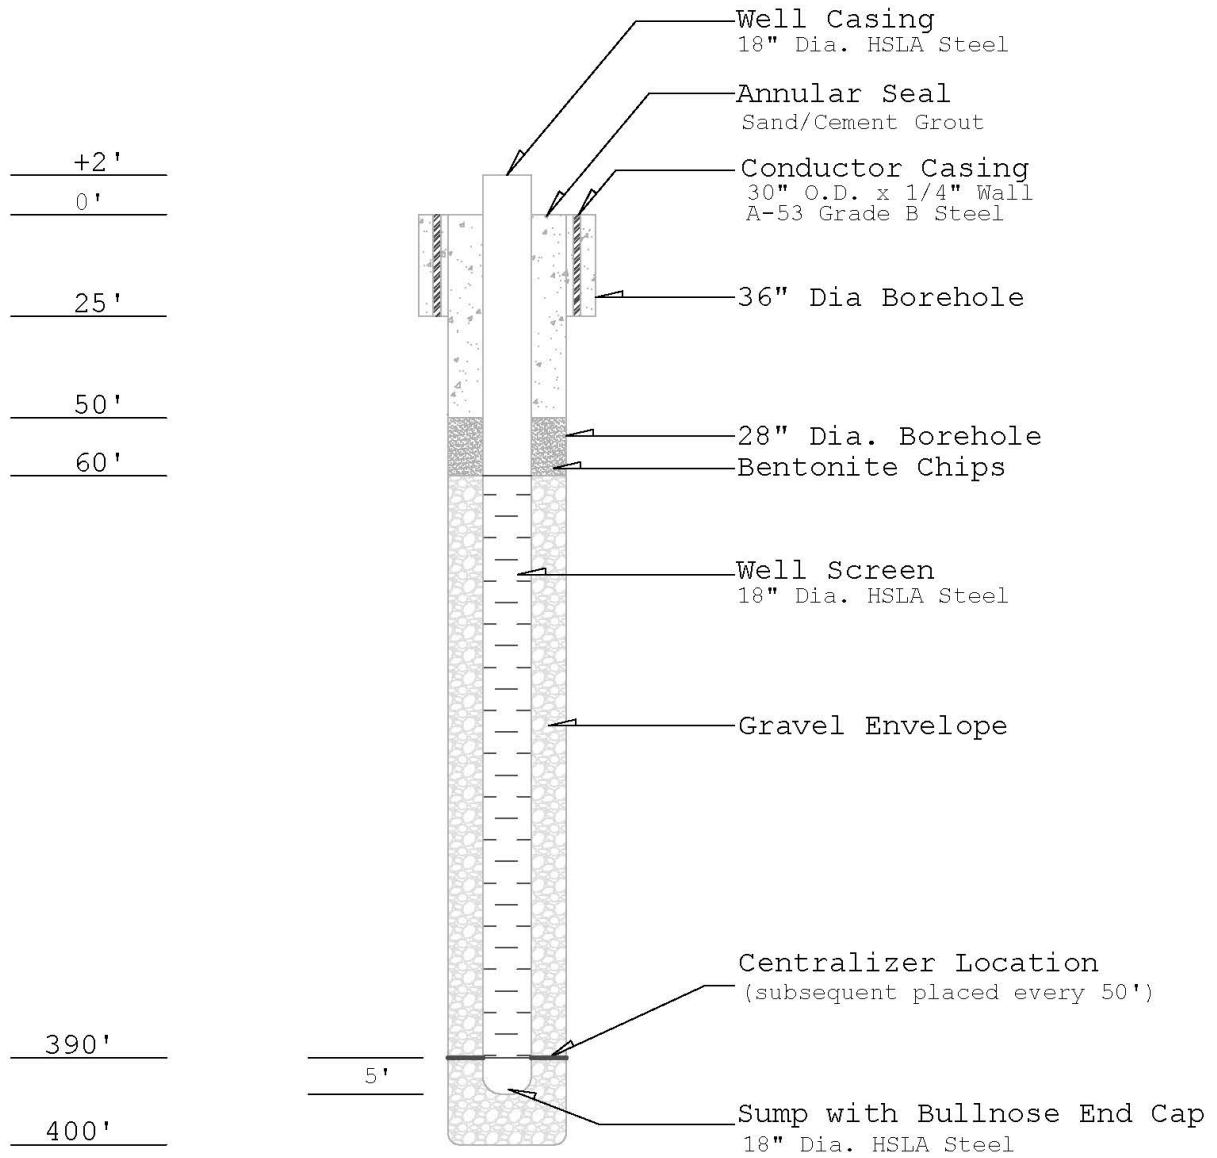 Well Casing
18" Dia. HSLA Steel
Annular Seal
Sand/Cement Grout
+2'
Conductor Casing
0'
30" O.D. x 1/4" Wall
A-53 Grade B Steel
25'
36" Dia Borehole
50'
28" Dia. Borehole
60'
Bentonite Chips
Well Screen
18" Dia. HSLA Steel
Gravel Envelope
Centralizer Location
(subsequent placed every 50')
390'
5'
Sump with Bullnose End Cap
400'
18" Dia. HSLA Steel